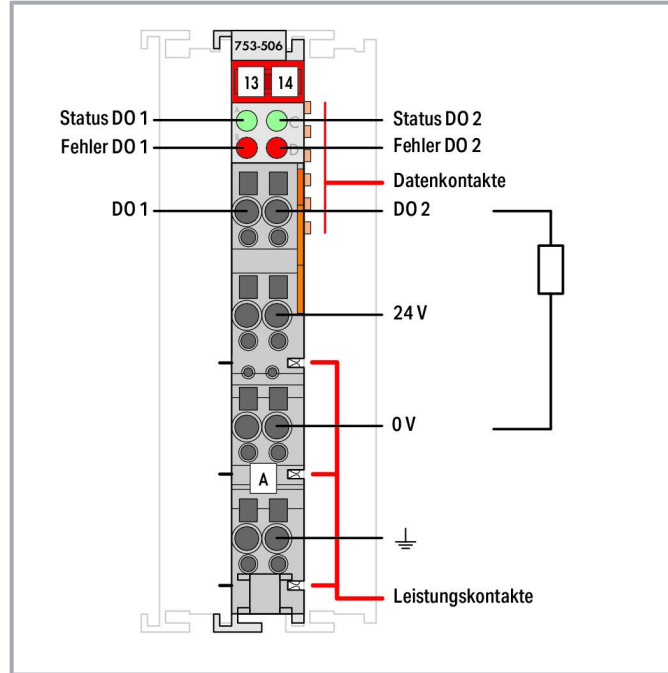 753-506
13 14
Status DO 1
A
C
Status DO 2
Fehler DO 1
B
D
Fehler DO 2
Datenkontakte
DO 1
DO 2
24 V
0 V
A
Leistungskontakte